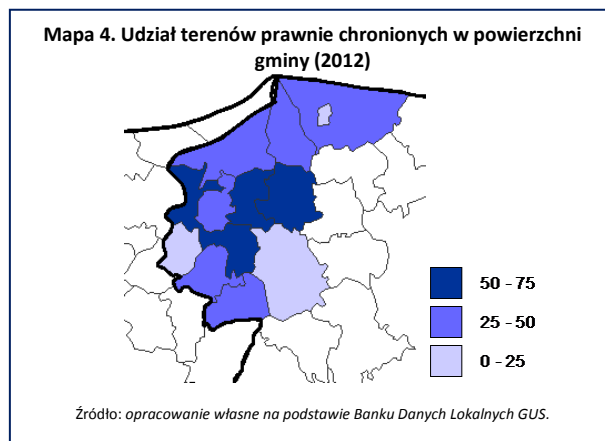 Mapa 4. Udział terenów prawnie chronionych w powierzchni
gminy (2012)
50 - 75
25 - 50
0 - 25
Źródło: opracowanie własne na podstawie Banku Danych Lokalnych GUS.